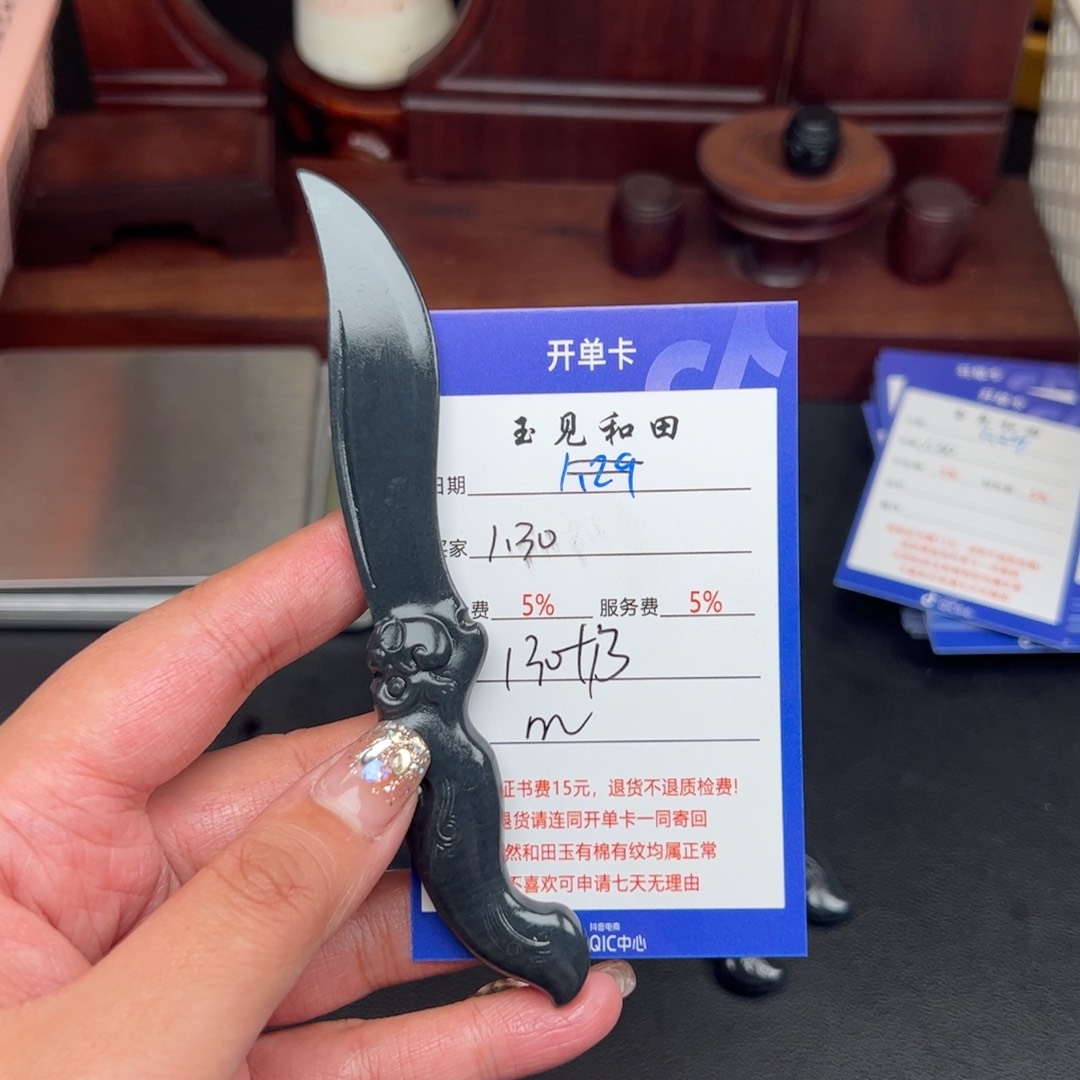 开单卡
玉见和田
日期 1.29
买家 1.30
费 5% 服务费 5%
130+13
m
证书费15元，退货不退质检费!
退货请连同开单卡一同寄回
然和田玉有棉有纹均属正常
不喜欢可申请七天无理由
抖音电商
QIC中心